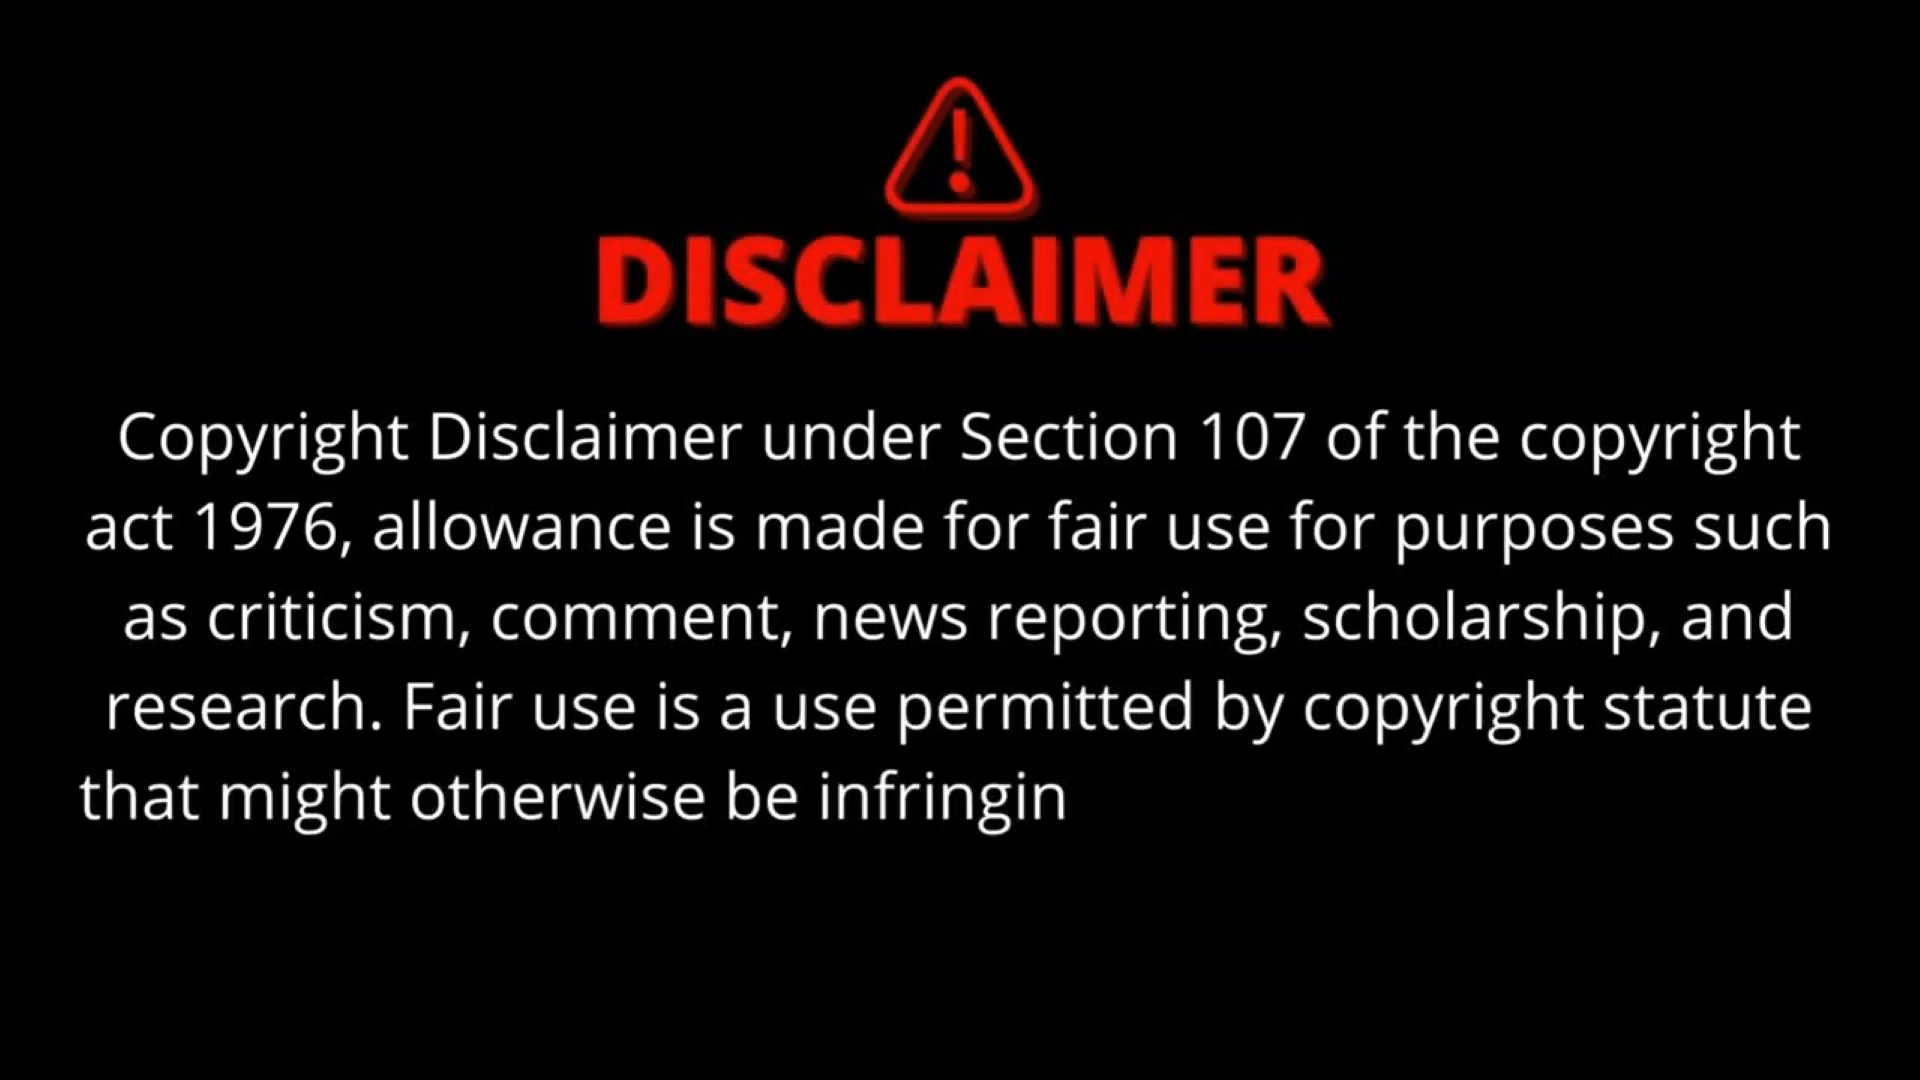 DISCLAIMER
Copyright Disclaimer under Section 107 of the copyright
act 1976, allowance is made for fair use for purposes such
as criticism, comment, news reporting, scholarship, and
research. Fair use is a use permitted by copyright statute
that might otherwise be infringin